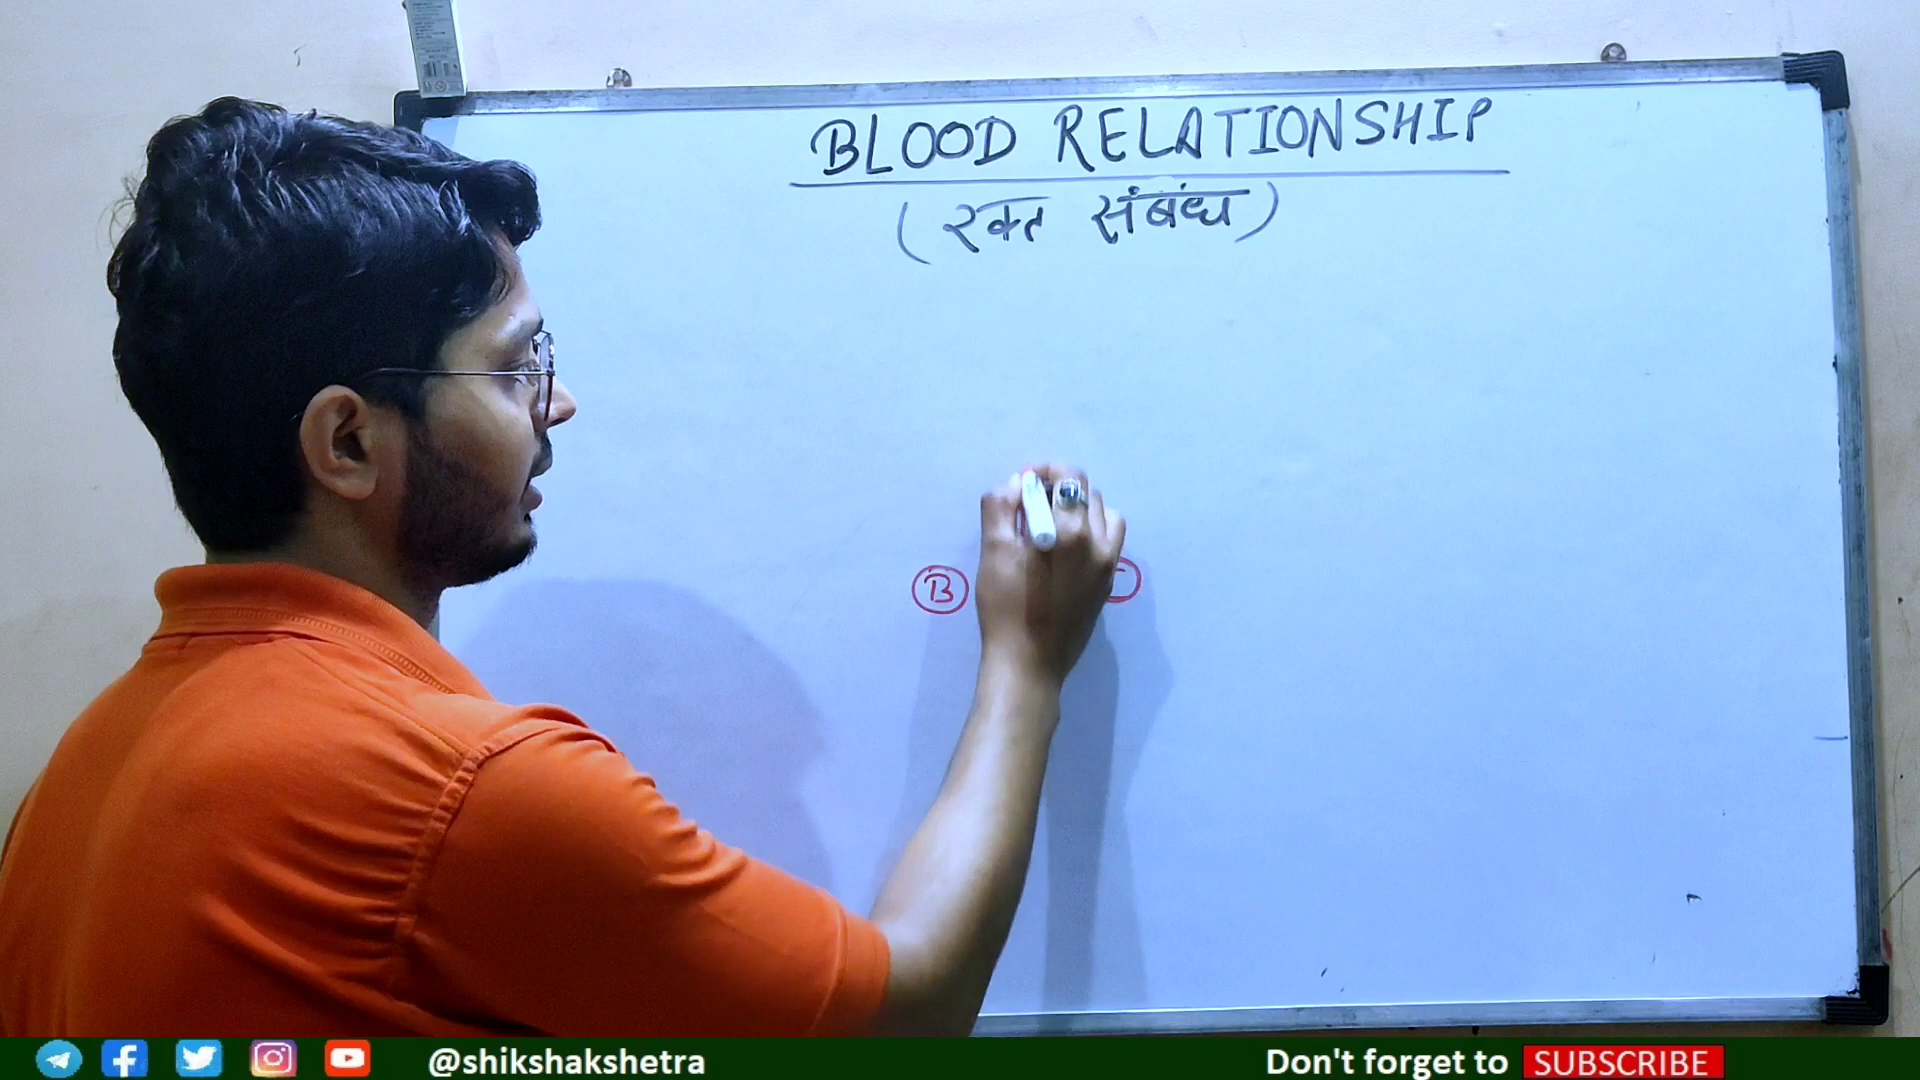 BLOOD RELATIONSHIP
(रक्त संबंध)
B
@shikshakshetra
Don't forget to SUBSCRIBE